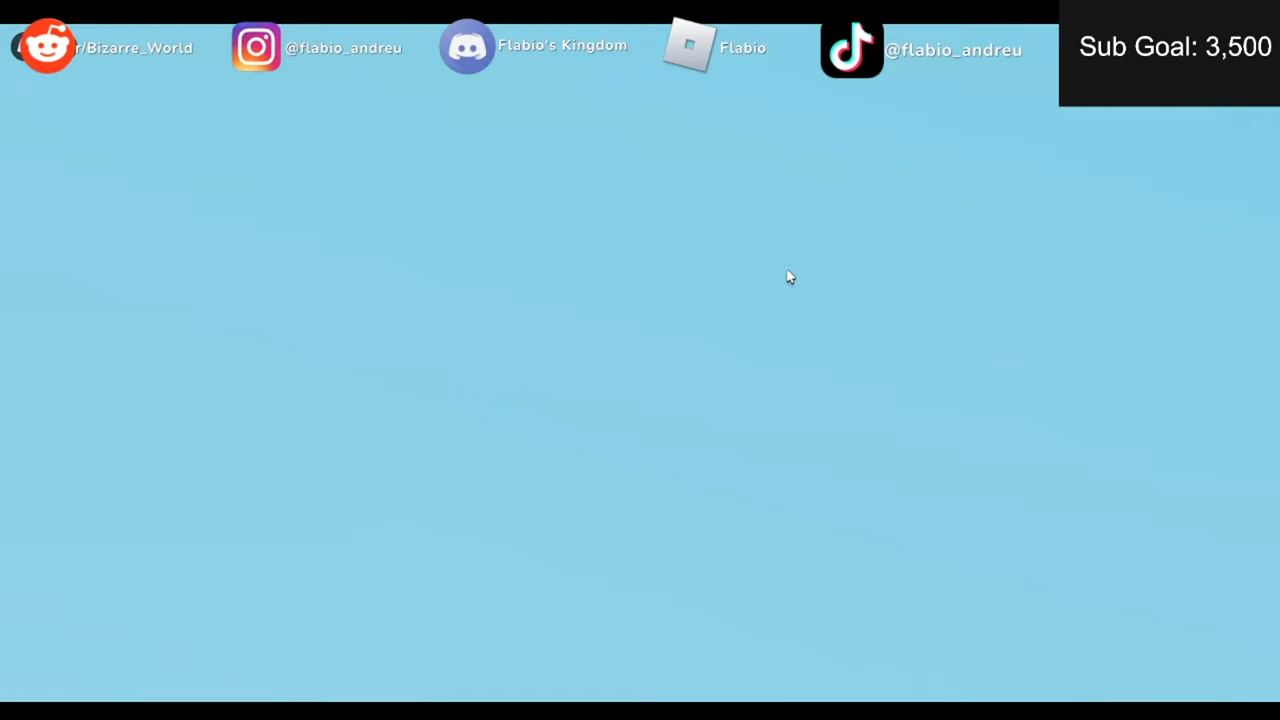 r/Bizarre_World
@flabio_andreu
Flabio's Kingdom
Flabio
@flabio_andreu
Sub Goal: 3,500